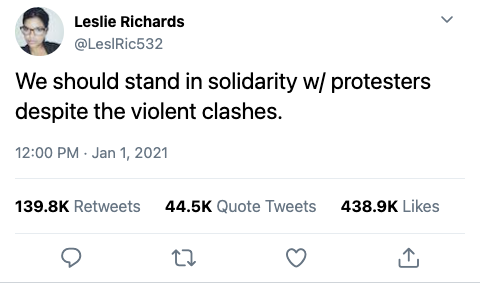 Leslie Richards
@LeslRic532
We should stand in solidarity w/ protesters
despite the violent clashes.
12:00 PM · Jan 1, 2021
139.8K Retweets 44.5K Quote Tweets 438.9K Likes